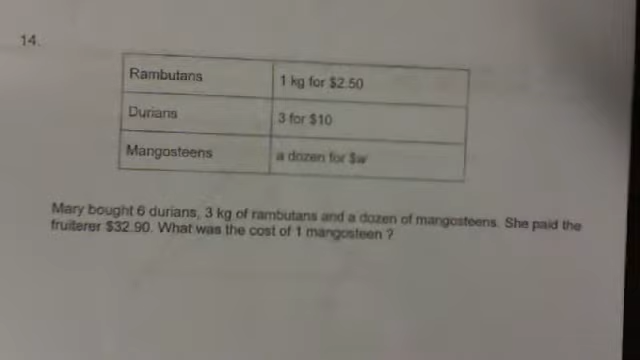 14.
Rambutans 1 kg for $2.50
Durians 3 for $10
Mangosteens a dozen for $w
Mary bought 6 durians, 3 kg of rambutans and a dozen of mangosteens. She paid the
fruiterer $32.90. What was the cost of 1 mangosteen ?